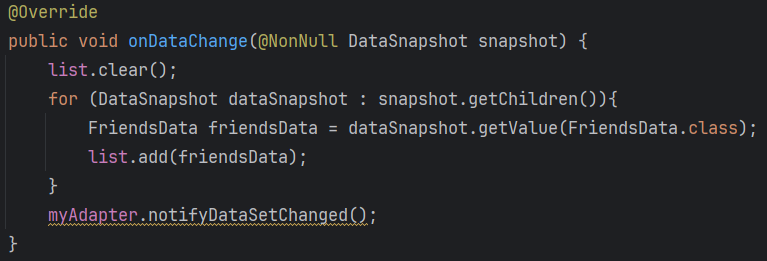 @Override
public void onDataChange(@NonNull DataSnapshot snapshot) {
    list.clear();
    for (DataSnapshot dataSnapshot : snapshot.getChildren()){
        FriendsData friendsData = dataSnapshot.getValue(FriendsData.class);
        list.add(friendsData);
    }
    myAdapter.notifyDataSetChanged();
}